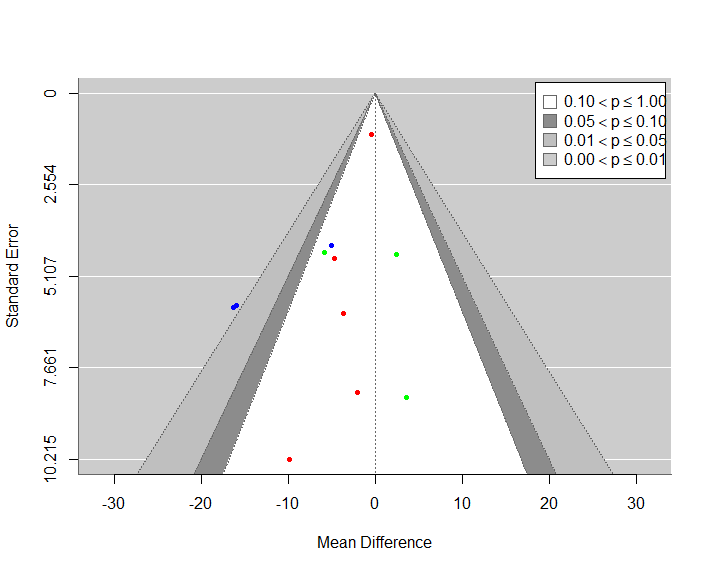 0.10 < p ≤ 1.00
0.05 < p ≤ 0.10
0.01 < p ≤ 0.05
0.00 < p ≤ 0.01
Standard Error
0
2.554
5.107
7.661
10.215
-30 -20 -10 0 10 20 30
Mean Difference